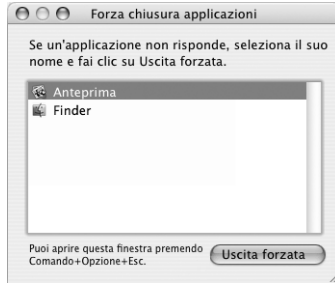 Forza chiusura applicazioni
Se un'applicazione non risponde, seleziona il suo
nome e fai clic su Uscita forzata.
Anteprima
Finder
Puoi aprire questa finestra premendo
Comando+Opzione+Esc.
Uscita forzata